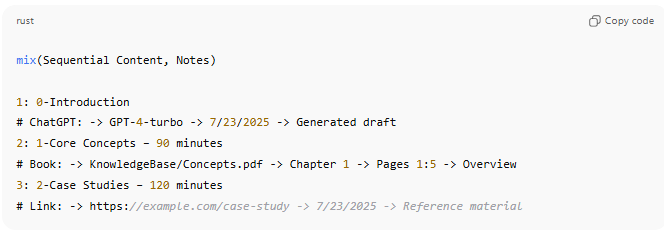 rust
Copy code
mix(Sequential Content, Notes)
1: 0-Introduction
# ChatGPT: -> GPT-4-turbo -> 7/23/2025 -> Generated draft
2: 1-Core Concepts – 90 minutes
# Book: -> KnowledgeBase/Concepts.pdf -> Chapter 1 -> Pages 1:5 -> Overview
3: 2-Case Studies – 120 minutes
# Link: -> https://example.com/case-study -> 7/23/2025 -> Reference material